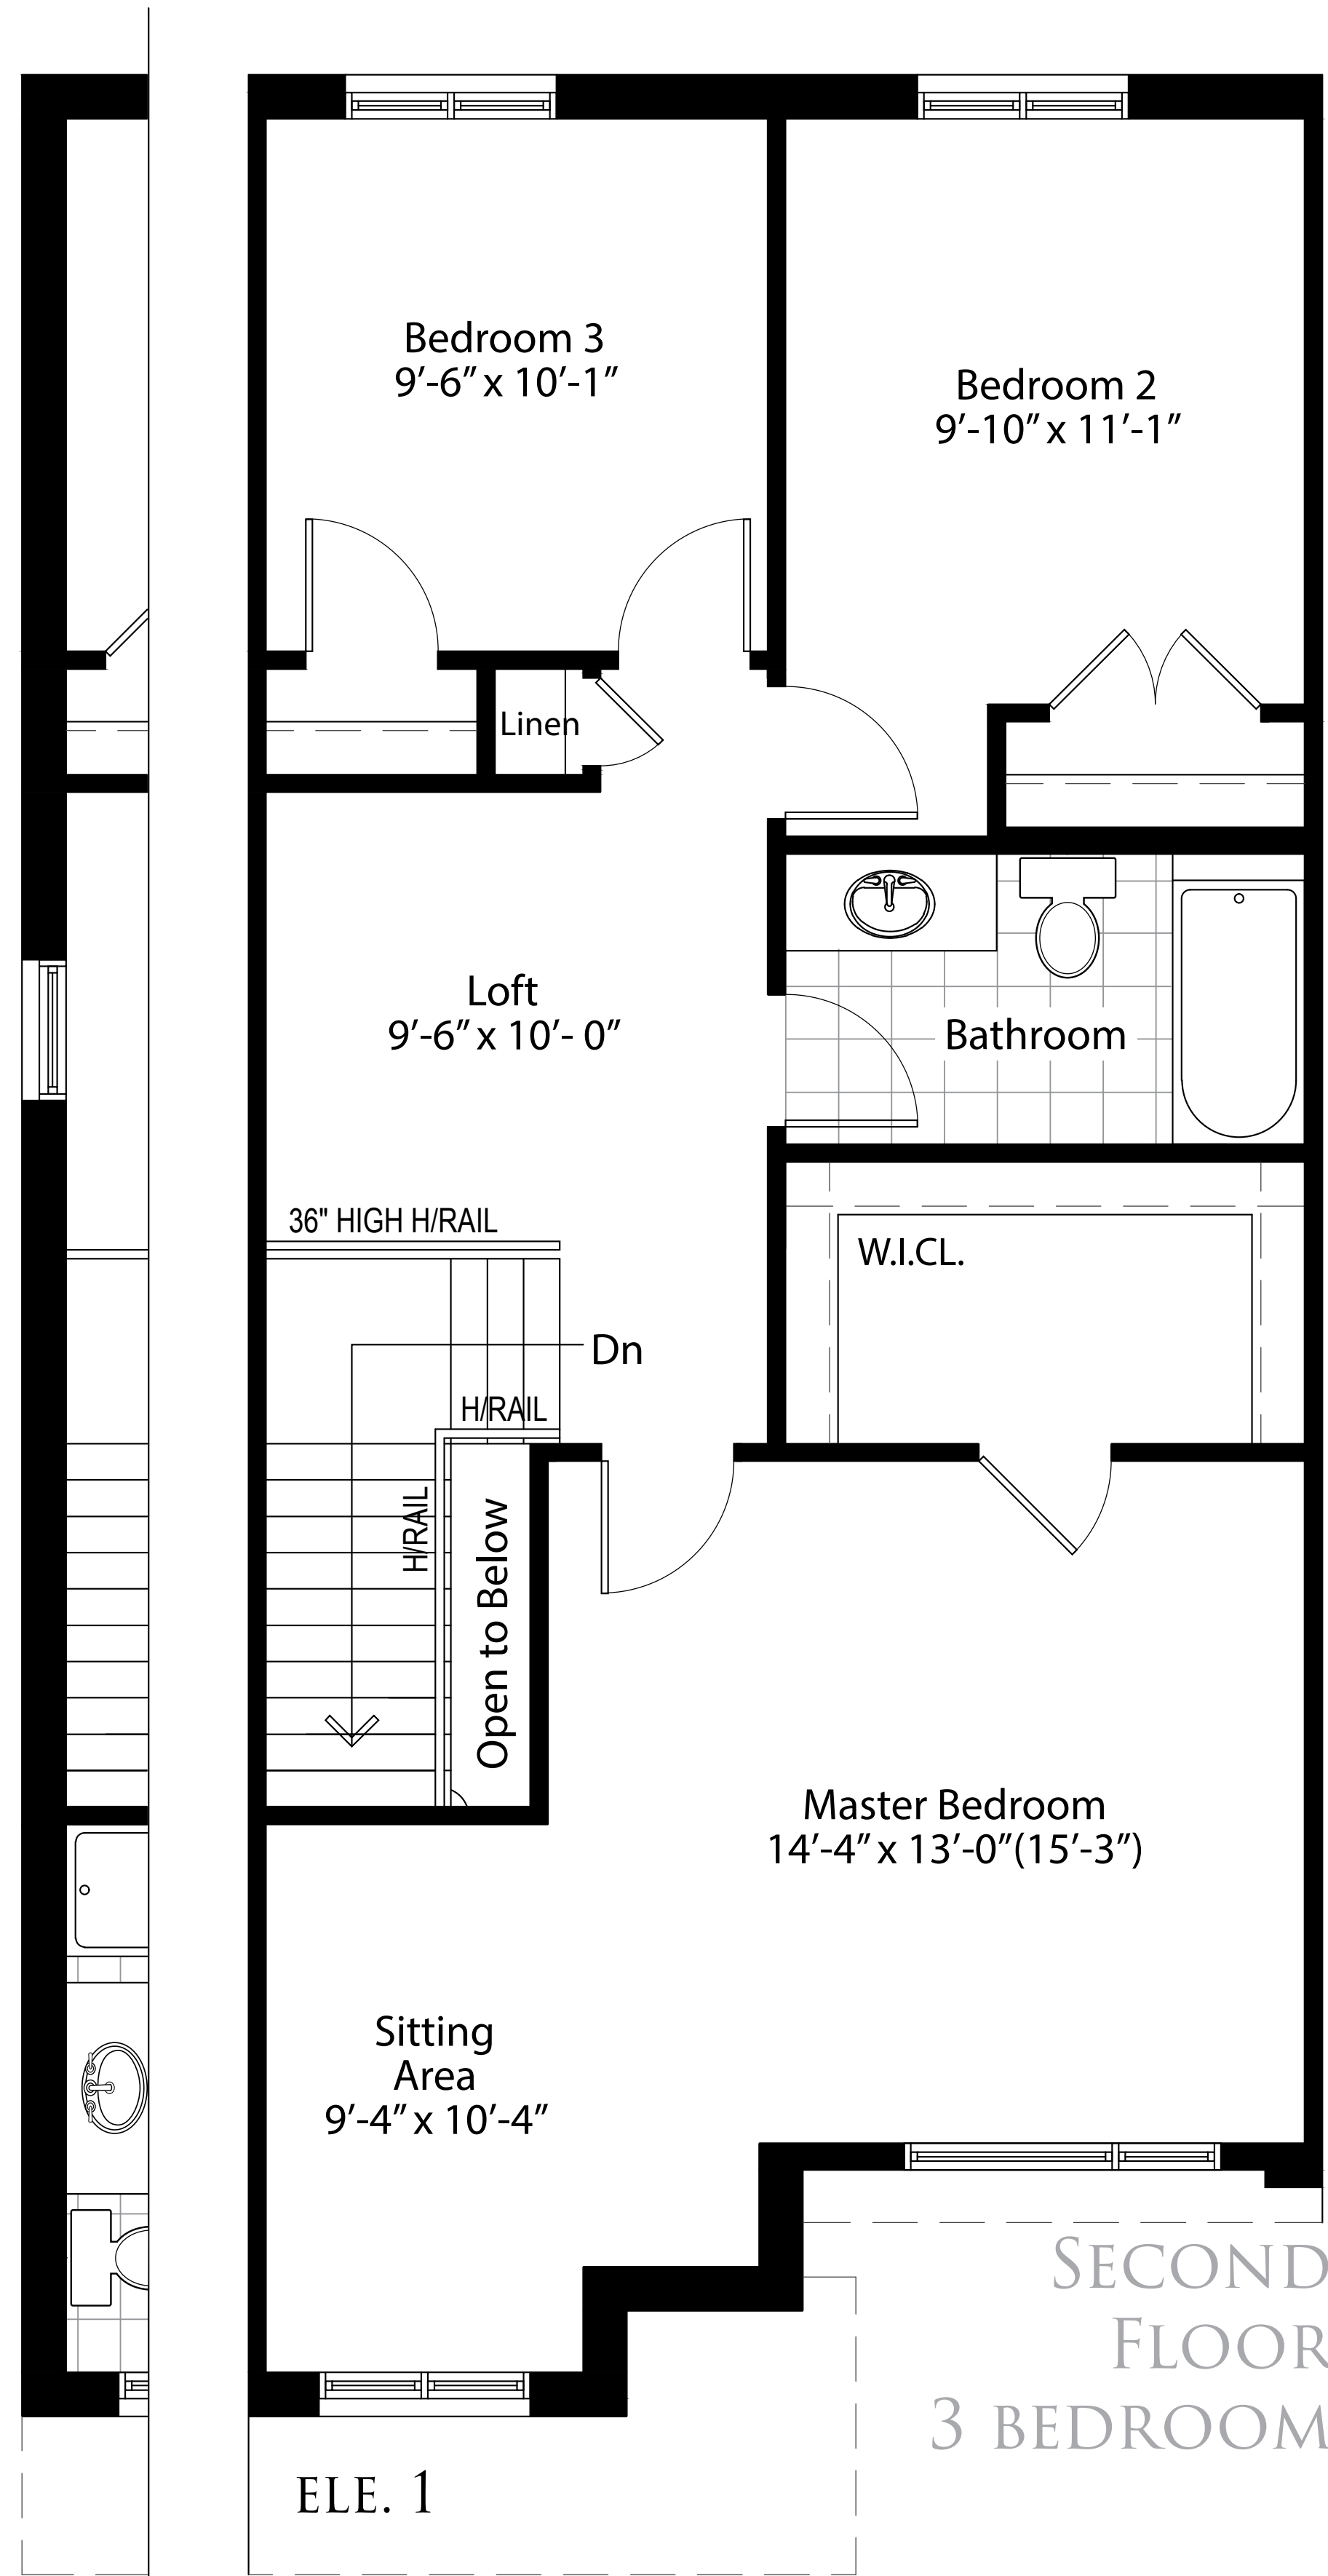 Bedroom 3
9’-6” x 10’-1”
Bedroom 2
9’-10” x 11’-1”
Linen
Loft
9’-6” x 10’- 0”
Bathroom
36" HIGH H/RAIL
W.I.CL.
Dn
H/RAIL
H/RAIL
Open to Below
Master Bedroom
14’-4” x 13’-0”(15’-3”)
Sitting
Area
9’-4” x 10’-4”
SECOND
FLOOR
3 BEDROOM
ELE. 1